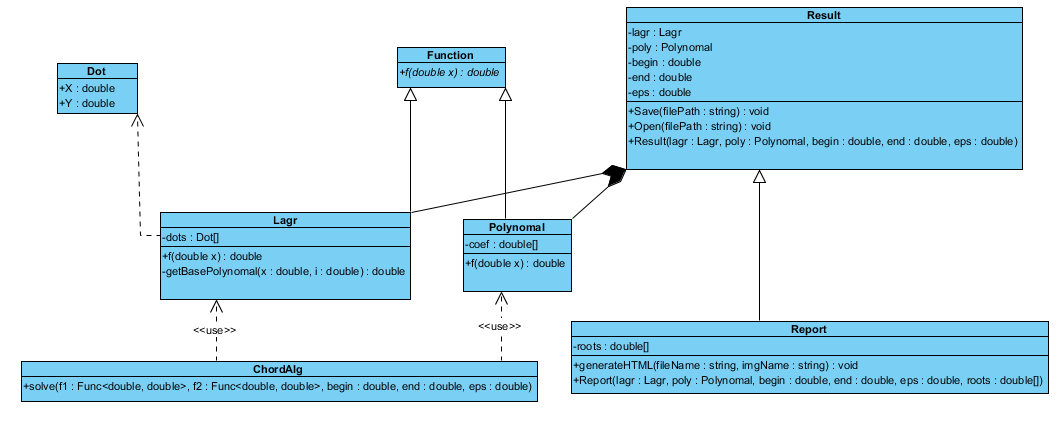 Dot
+X : double
+Y : double
Function
+f(double x) : double
Result
-lagr : Lagr
-poly : Polynomal
-begin : double
-end : double
-eps : double
+Save(filePath : string) : void
+Open(filePath : string) : void
+Result(lagr : Lagr, poly : Polynomal, begin : double, end : double, eps : double)
Lagr
-dots : Dot[]
+f(double x) : double
-getBasePolynomal(x : double, i : double) : double
Polynomal
-coef : double[]
+f(double x) : double
<<use>>
<<use>>
ChordAlg
+solve(f1 : Func<double, double>, f2 : Func<double, double>, begin : double, end : double, eps : double)
Report
-roots : double[]
+generateHTML(fileName : string, imgName : string) : void
+Report(lagr : Lagr, poly : Polynomal, begin : double, end : double, eps : double, roots : double[])